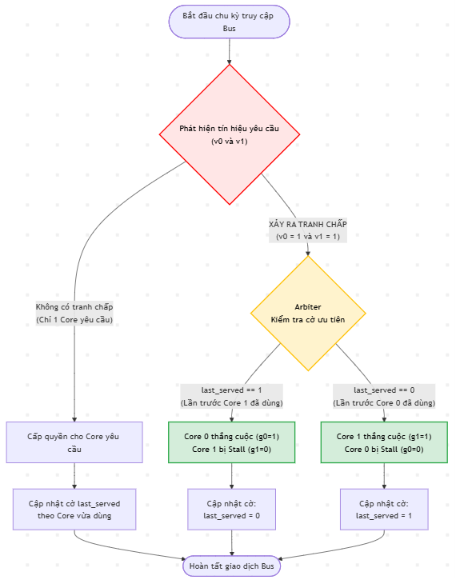 Bắt đầu chu kỳ truy cập
Bus
Phát hiện tín hiệu yêu cầu
(v0 và v1)
XẢY RA TRANH CHẤP
(v0 = 1 và v1 = 1)
Không có tranh chấp
(Chỉ 1 Core yêu cầu)
Arbiter
Kiểm tra cờ ưu tiên
last_served == 1
(Lần trước Core 1 đã dùng)
last_served == 0
(Lần trước Core 0 đã dùng)
Cấp quyền cho Core yêu
cầu
Core 0 thắng cuộc (g0=1)
Core 1 bị Stall (g1=0)
Core 1 thắng cuộc (g1=1)
Core 0 bị Stall (g0=0)
Cập nhật cờ last_served
theo Core vừa dùng
Cập nhật cờ:
last_served = 0
Cập nhật cờ:
last_served = 1
Hoàn tất giao dịch Bus